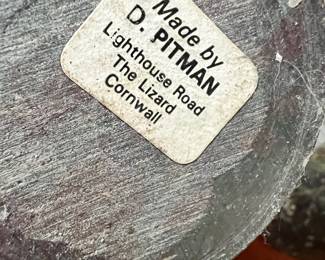 Made by
D. PITMAN
Lighthouse Road
The Lizard
Cornwall